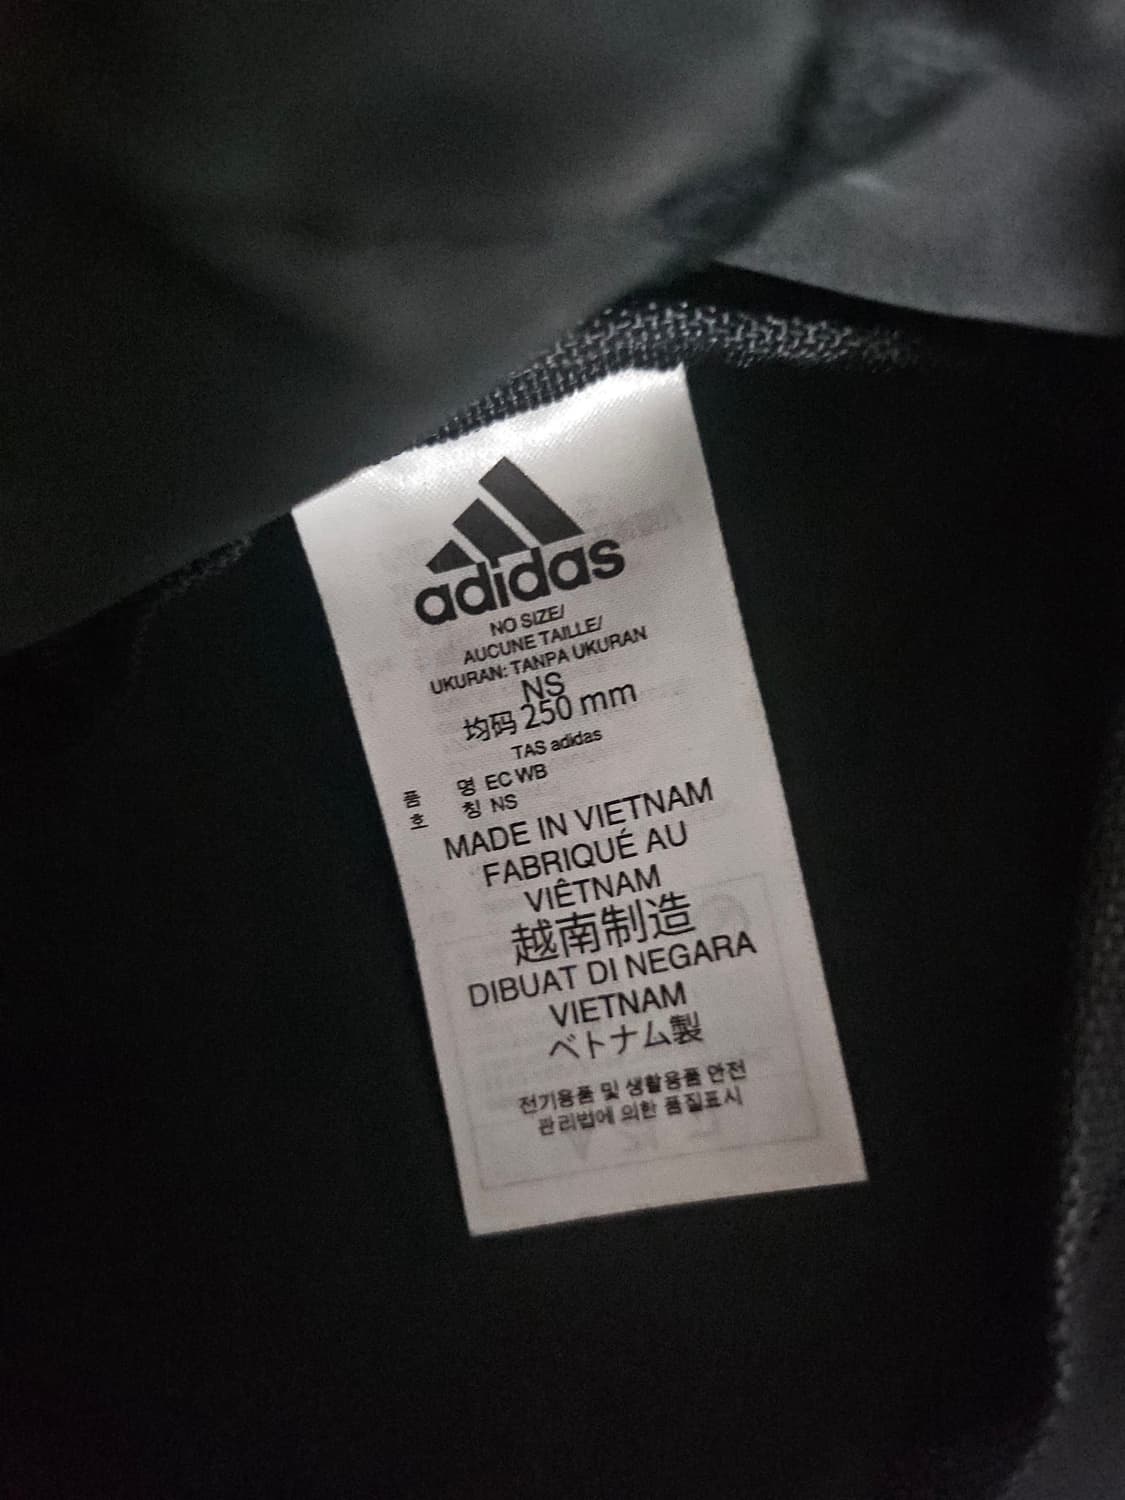 adidas
NO SIZE/
AUCUNE TAILLE/
UKURAN: TANPA UKURAN
NS
均码 250 mm
TAS adidas
품 명 EC WB
호 칭 NS
MADE IN VIETNAM
FABRIQUÉ AU
VIÊTNAM
越南制造
DIBUAT DI NEGARA
VIETNAM
ベトナム製
전기용품 및 생활용품 안전
관리법에 의한 품질표시